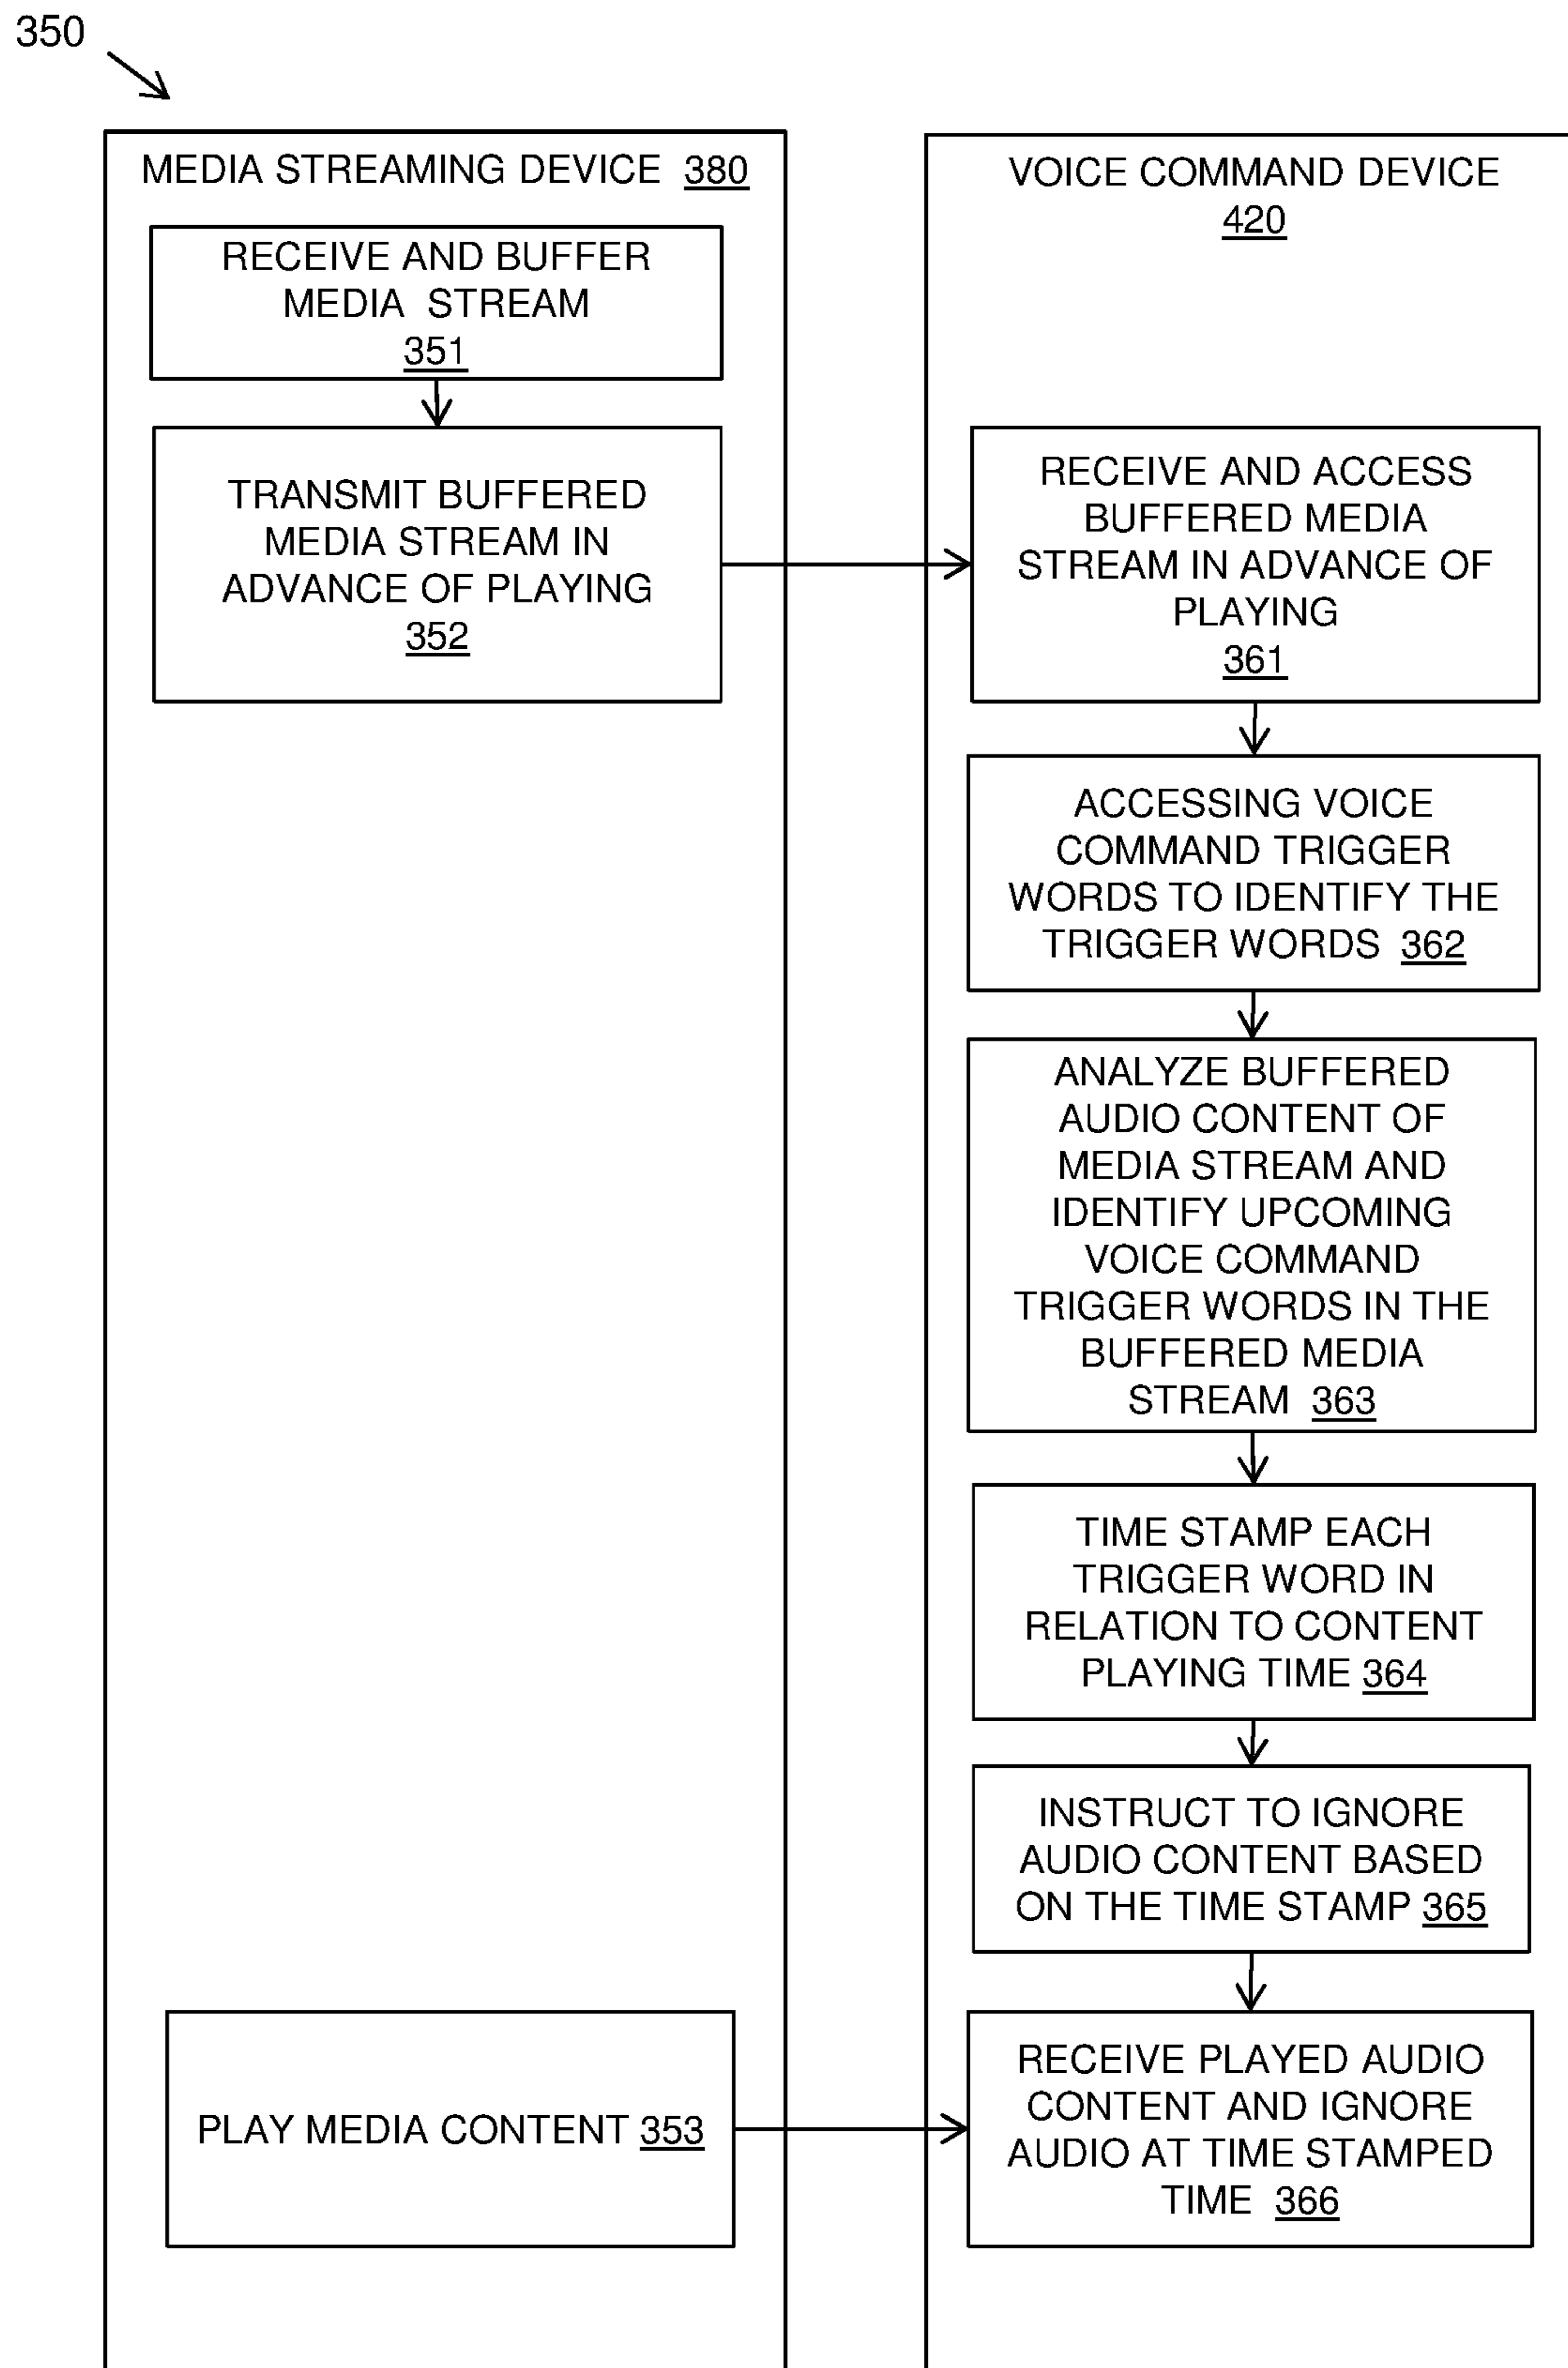 350
MEDIA STREAMING DEVICE 380
RECEIVE AND BUFFER
MEDIA STREAM
351
TRANSMIT BUFFERED
MEDIA STREAM IN
ADVANCE OF PLAYING
352
PLAY MEDIA CONTENT 353
VOICE COMMAND DEVICE
420
RECEIVE AND ACCESS
BUFFERED MEDIA
STREAM IN ADVANCE OF
PLAYING
361
ACCESSING VOICE
COMMAND TRIGGER
WORDS TO IDENTIFY THE
TRIGGER WORDS 362
ANALYZE BUFFERED
AUDIO CONTENT OF
MEDIA STREAM AND
IDENTIFY UPCOMING
VOICE COMMAND
TRIGGER WORDS IN THE
BUFFERED MEDIA
STREAM 363
TIME STAMP EACH
TRIGGER WORD IN
RELATION TO CONTENT
PLAYING TIME 364
INSTRUCT TO IGNORE
AUDIO CONTENT BASED
ON THE TIME STAMP 365
RECEIVE PLAYED AUDIO
CONTENT AND IGNORE
AUDIO AT TIME STAMPED
TIME 366